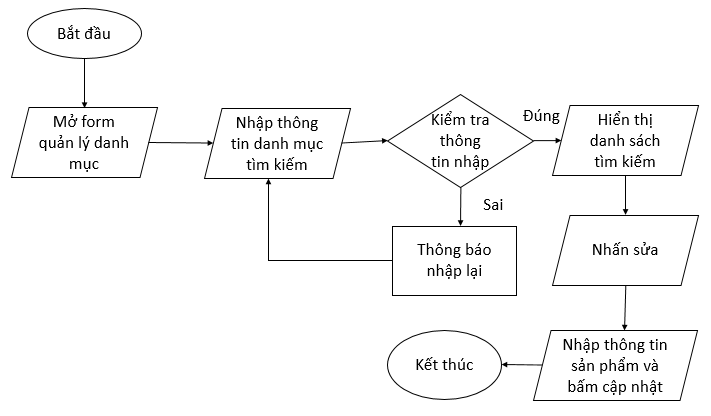 Bắt đầu
Mở form
quản lý danh
mục
Nhập thông
tin danh mục
tìm kiếm
Kiểm tra
thông
tin nhập
Đúng
Hiển thị
danh sách
tìm kiếm
Sai
Thông báo
nhập lại
Nhấn sửa
Nhập thông tin
sản phẩm và
bấm cập nhật
Kết thúc